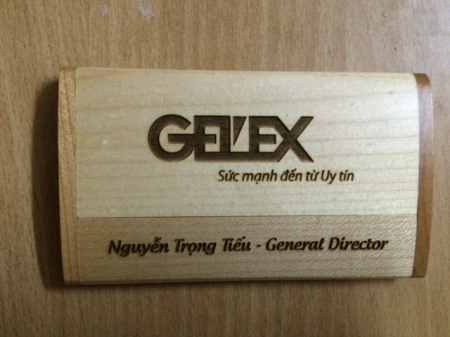 GELEX
Sức mạnh đến từ Uy tín
Nguyễn Trọng Tiếu - General Director